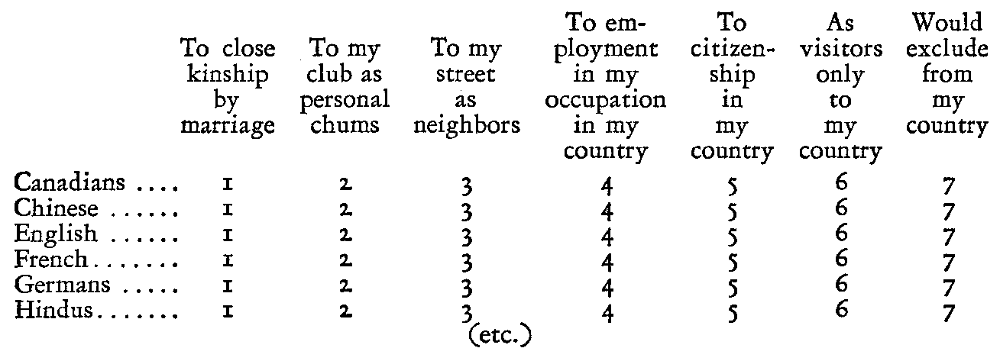 To em- To As Would
To close To my To my ployment citizen- visitors exclude
kinship club as street in my ship only from
by personal as occupation in to my
marriage chums neighbors in my my my country
country country country
Canadians .... 1 2 3 4 5 6 7
Chinese ...... 1 2 3 4 5 6 7
English ...... 1 2 3 4 5 6 7
French....... 1 2 3 4 5 6 7
Germans ..... 1 2 3 4 5 6 7
Hindus....... 1 2 3 4 5 6 7
(etc.)